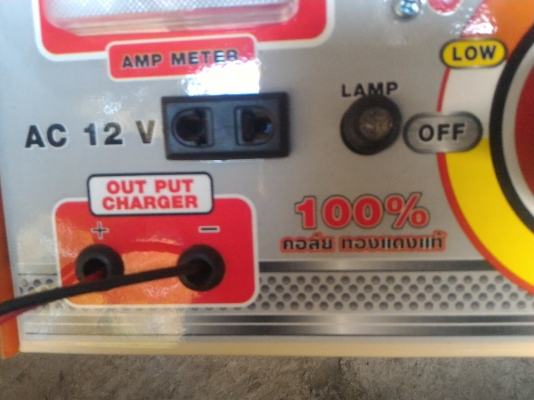 AMP METER
LOW
LAMP
AC 12 V
OFF
OUT PUT
CHARGER
+ −
100%
คอล์ย ทองแดงแท้